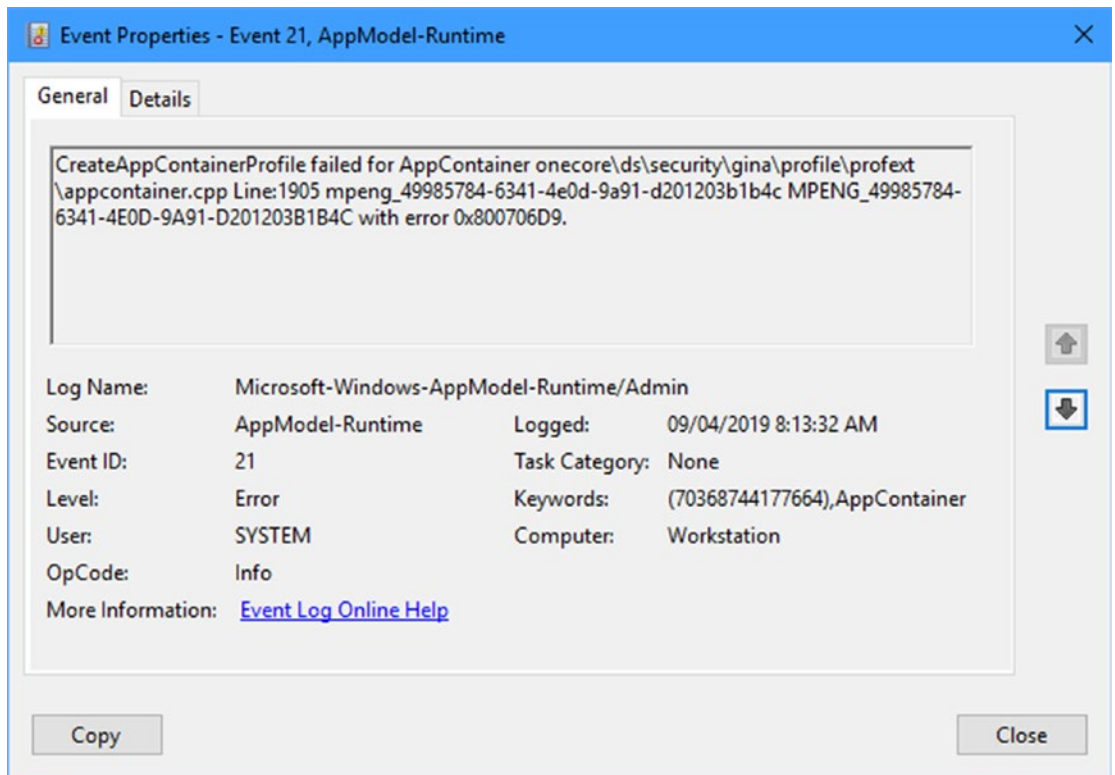 Event Properties - Event 21, AppModel-Runtime
General Details
CreateAppContainerProfile failed for AppContainer onecore\ds\security\gina\profile\profext
\appcontainer.cpp Line:1905 mpeng_49985784-6341-4e0d-9a91-d201203b1b4c MPENG_49985784-
6341-4E0D-9A91-D201203B1B4C with error 0x800706D9.
Log Name: Microsoft-Windows-AppModel-Runtime/Admin
Source: AppModel-Runtime Logged: 09/04/2019 8:13:32 AM
Event ID: 21 Task Category: None
Level: Error Keywords: (70368744177664),AppContainer
User: SYSTEM Computer: Workstation
OpCode: Info
More Information: Event Log Online Help
Copy Close